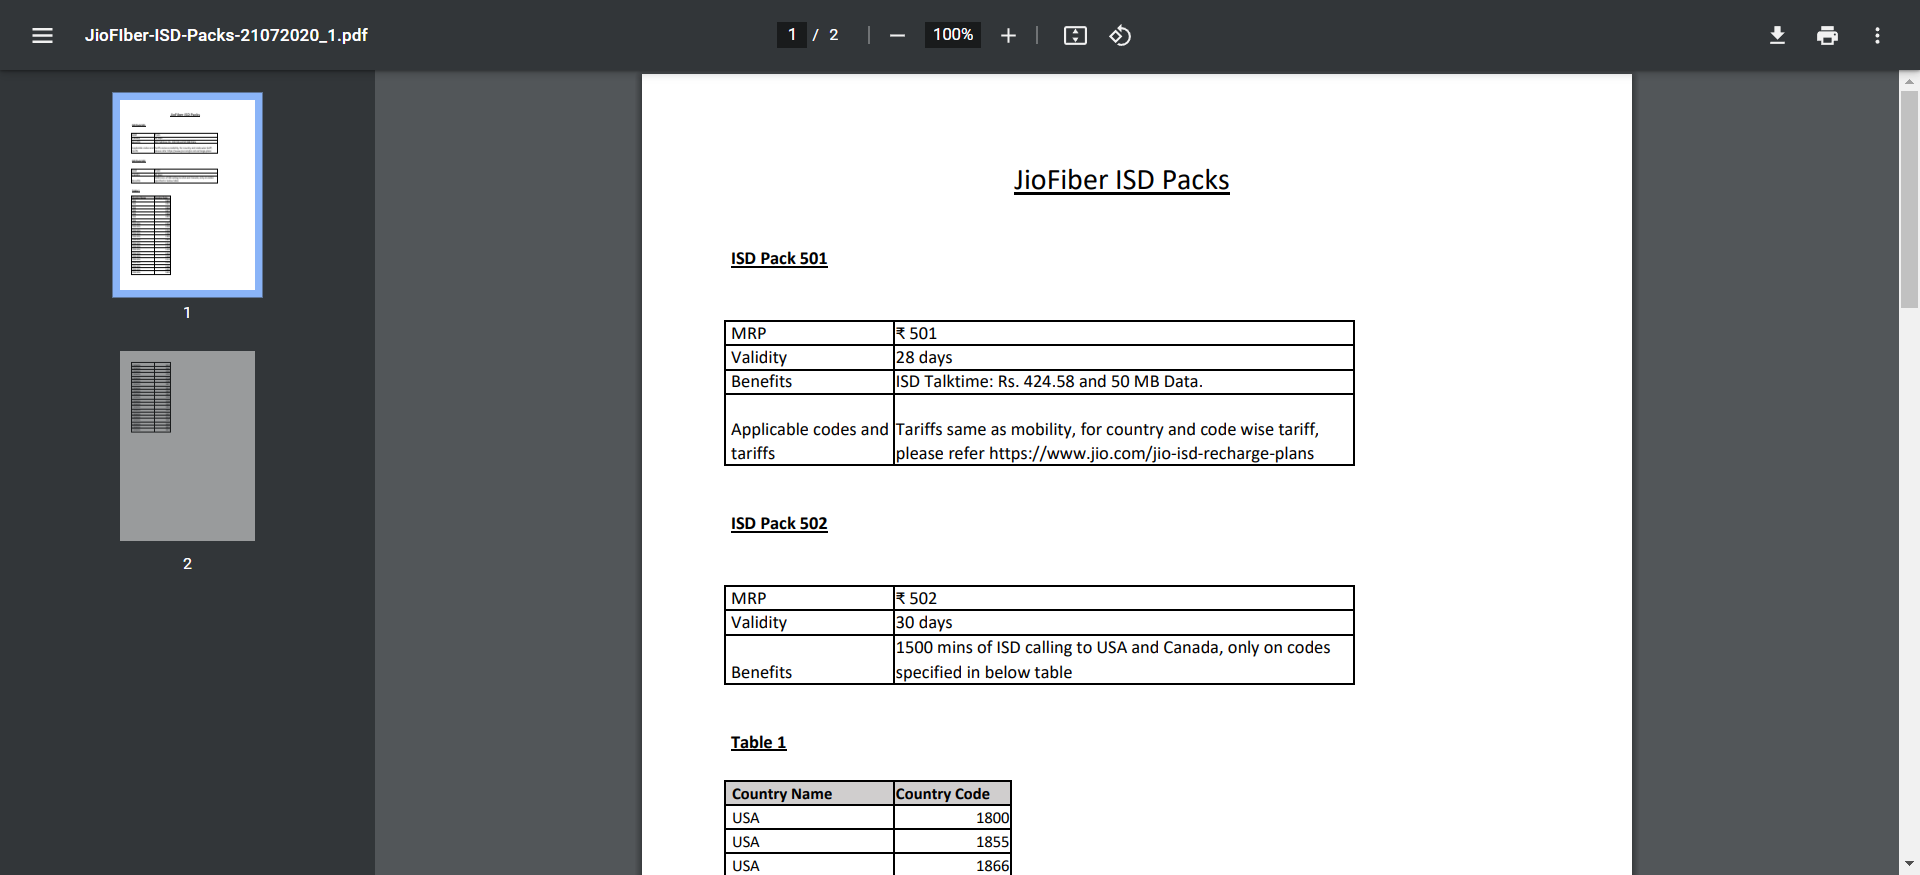 JioFIber-ISD-Packs-21072020_1.pdf
1 / 2
100%
1
2
JioFiber ISD Packs
ISD Pack 501
MRP ₹ 501
Validity 28 days
Benefits ISD Talktime: Rs. 424.58 and 50 MB Data.
Applicable codes and tariffs Tariffs same as mobility, for country and code wise tariff,
please refer https://www.jio.com/jio-isd-recharge-plans
ISD Pack 502
MRP ₹ 502
Validity 30 days
Benefits 1500 mins of ISD calling to USA and Canada, only on codes
specified in below table
Table 1
Country Name Country Code
USA 1800
USA 1855
USA 1866